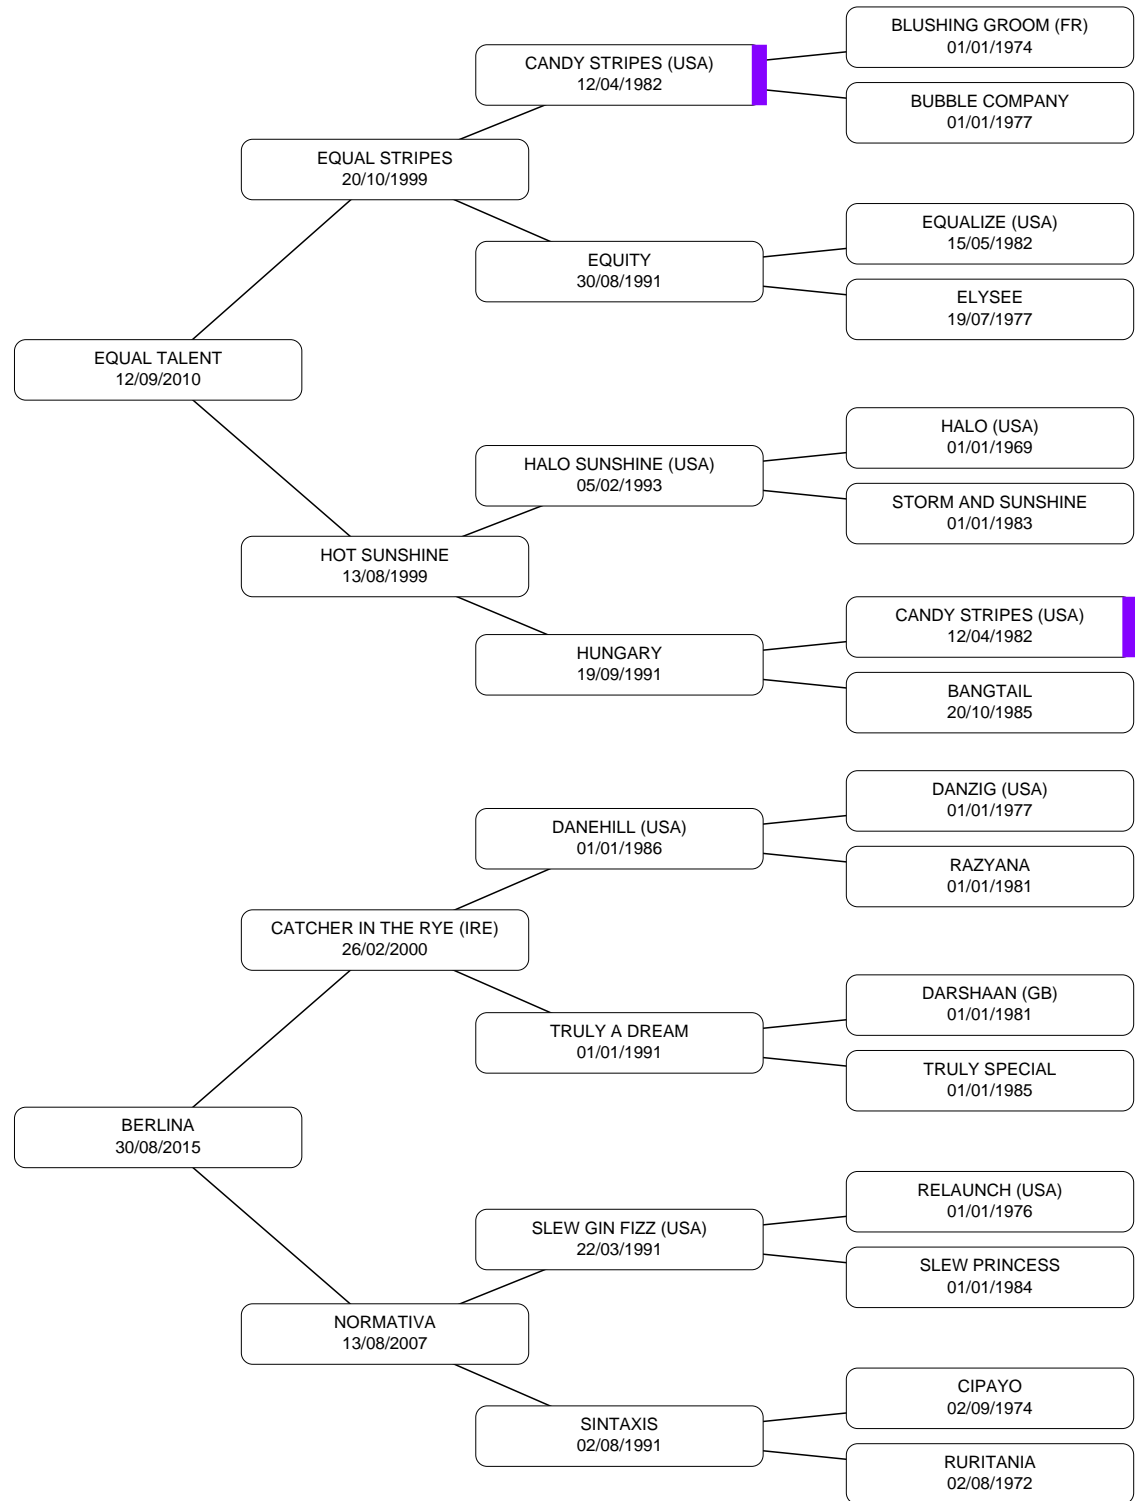 BLUSHING GROOM (FR)
01/01/1974
CANDY STRIPES (USA)
12/04/1982
BUBBLE COMPANY
01/01/1977
EQUAL STRIPES
20/10/1999
EQUALIZE (USA)
15/05/1982
EQUITY
30/08/1991
ELYSEE
19/07/1977
EQUAL TALENT
12/09/2010
HALO (USA)
01/01/1969
HALO SUNSHINE (USA)
05/02/1993
STORM AND SUNSHINE
01/01/1983
HOT SUNSHINE
13/08/1999
CANDY STRIPES (USA)
12/04/1982
HUNGARY
19/09/1991
BANGTAIL
20/10/1985
DANZIG (USA)
01/01/1977
DANEHILL (USA)
01/01/1986
RAZYANA
01/01/1981
CATCHER IN THE RYE (IRE)
26/02/2000
DARSHAAN (GB)
01/01/1981
TRULY A DREAM
01/01/1991
TRULY SPECIAL
01/01/1985
BERLINA
30/08/2015
RELAUNCH (USA)
01/01/1976
SLEW GIN FIZZ (USA)
22/03/1991
SLEW PRINCESS
01/01/1984
NORMATIVA
13/08/2007
CIPAYO
02/09/1974
SINTAXIS
02/08/1991
RURITANIA
02/08/1972